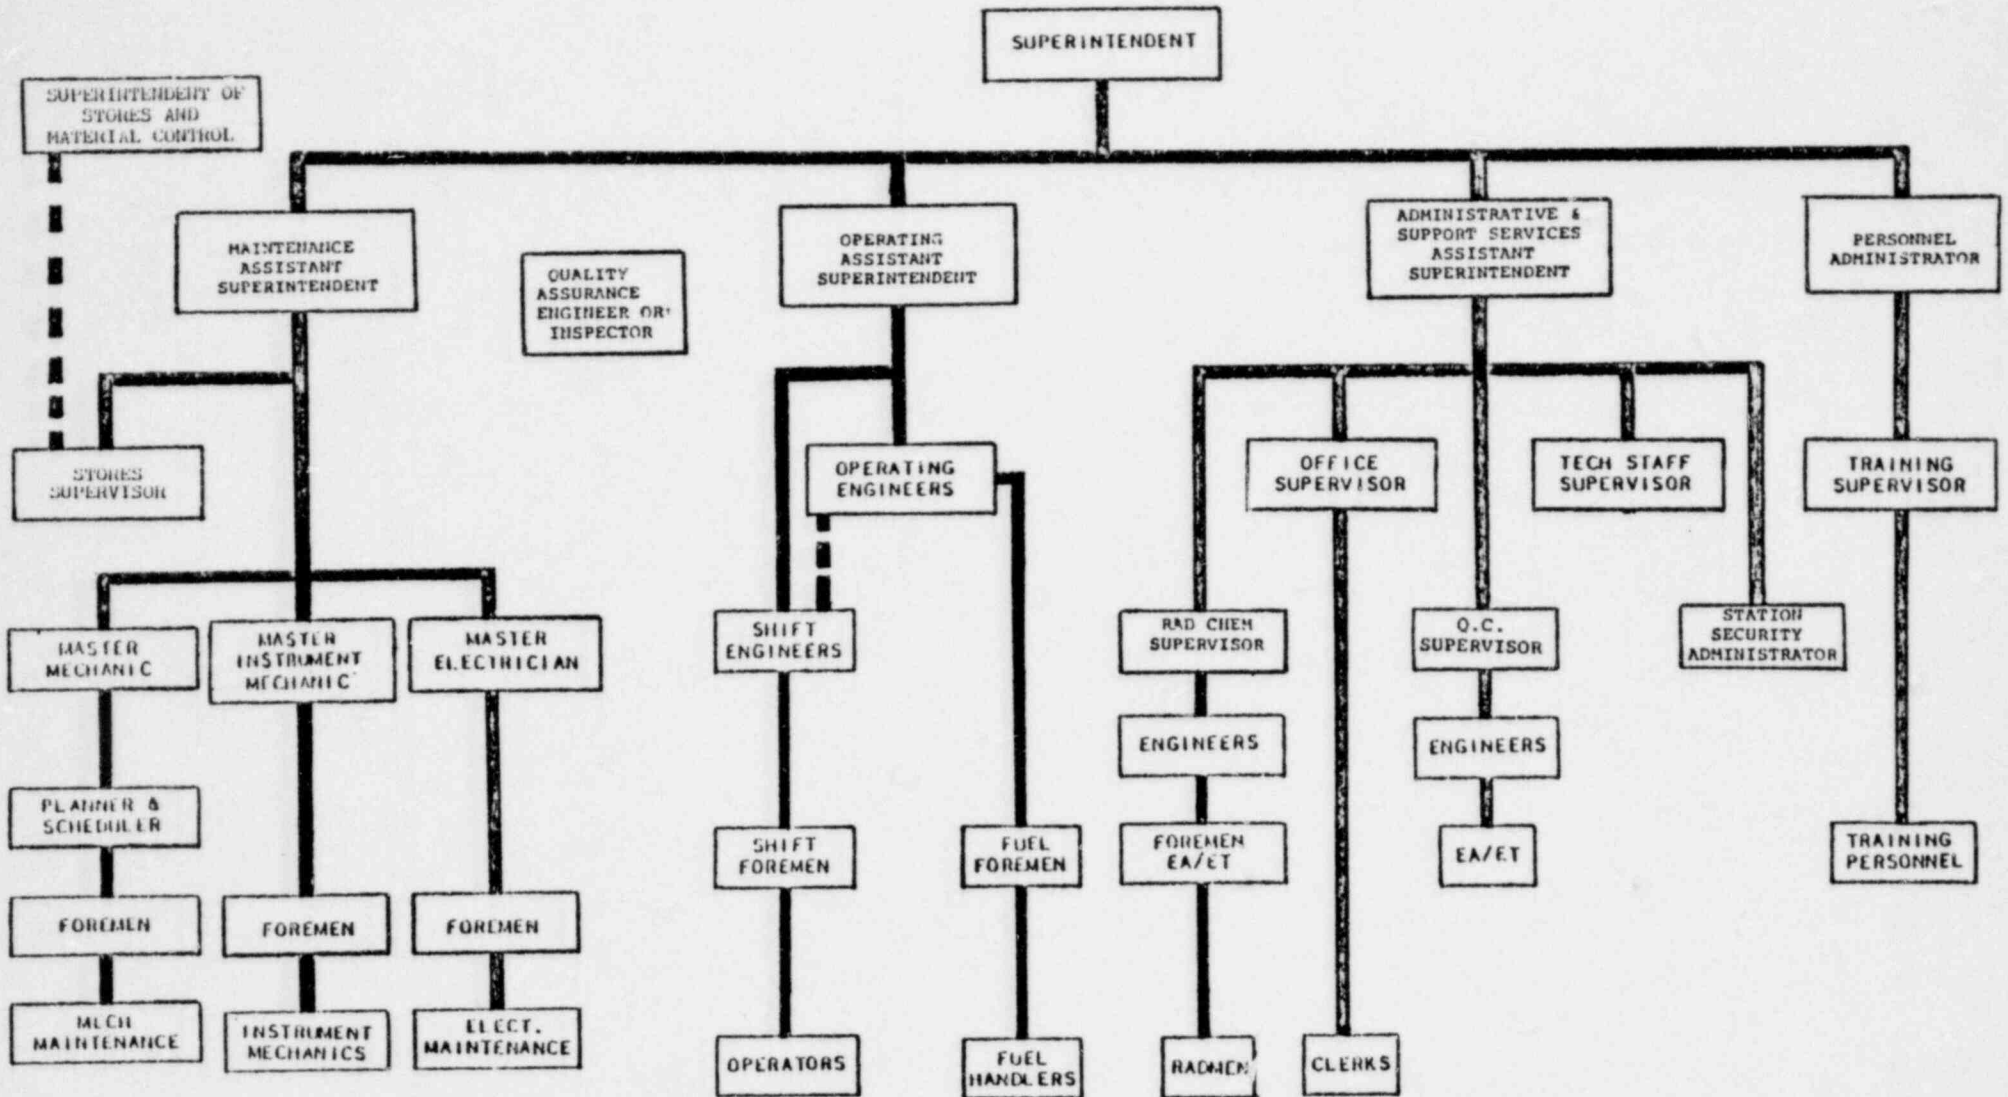 SUPERINTENDENT
SUPERINTENDENT OF
STORES AND
MATERIAL CONTROL
MAINTENANCE
ASSISTANT
SUPERINTENDENT
QUALITY
ASSURANCE
ENGINEER OR
INSPECTOR
OPERATING
ASSISTANT
SUPERINTENDENT
ADMINISTRATIVE &
SUPPORT SERVICES
ASSISTANT
SUPERINTENDENT
PERSONNEL
ADMINISTRATOR
STORES
SUPERVISOR
OPERATING
ENGINEERS
OFFICE
SUPERVISOR
TECH STAFF
SUPERVISOR
TRAINING
SUPERVISOR
MASTER
MECHANIC
MASTER
INSTRUMENT
MECHANIC
MASTER
ELECTRICIAN
SHIFT
ENGINEERS
RAD CHEM
SUPERVISOR
Q.C.
SUPERVISOR
STATION
SECURITY
ADMINISTRATOR
ENGINEERS
ENGINEERS
PLANNER &
SCHEDULER
SHIFT
FOREMEN
FUEL
FOREMEN
FOREMEN
EA/ET
EA/ET
TRAINING
PERSONNEL
FOREMEN
FOREMEN
FOREMEN
MECH
MAINTENANCE
INSTRUMENT
MECHANICS
ELECT.
MAINTENANCE
OPERATORS
FUEL
HANDLERS
RADMEN
CLERKS